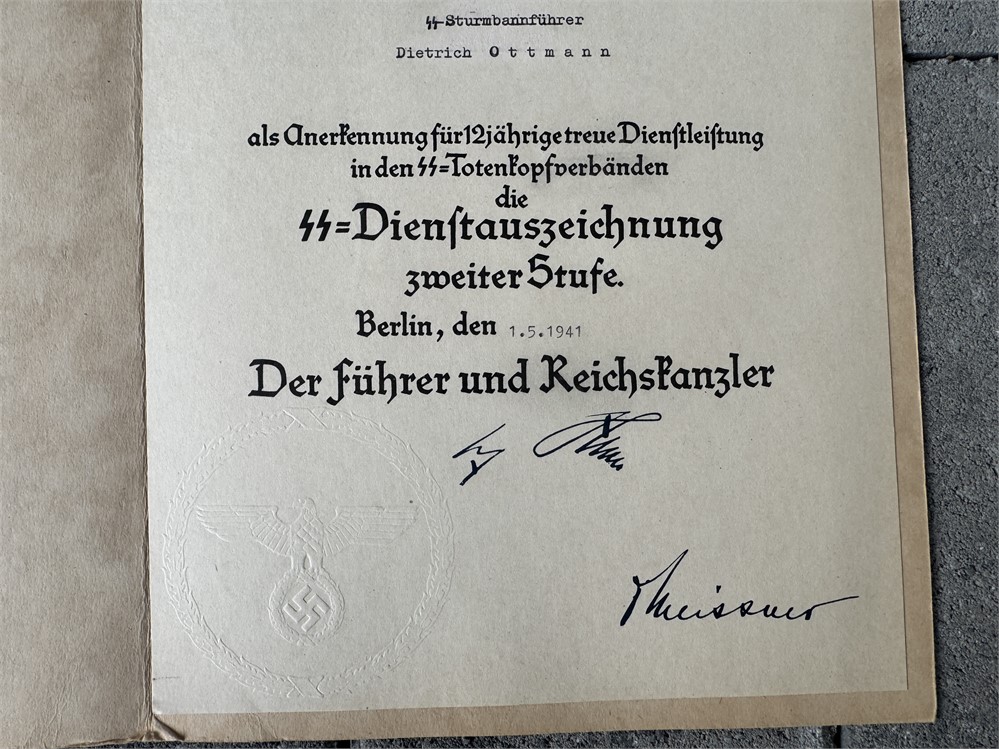 SS-Sturmbannführer
Dietrich Ottmann
als Anerkennung für 12jährige treue Dienstleistung
in den SS=Totenkopfverbänden
die
SS=Dienstauszeichnung
zweiter Stufe.
Berlin, den 1.5.1941
Der Führer und Reichskanzler
Meissner